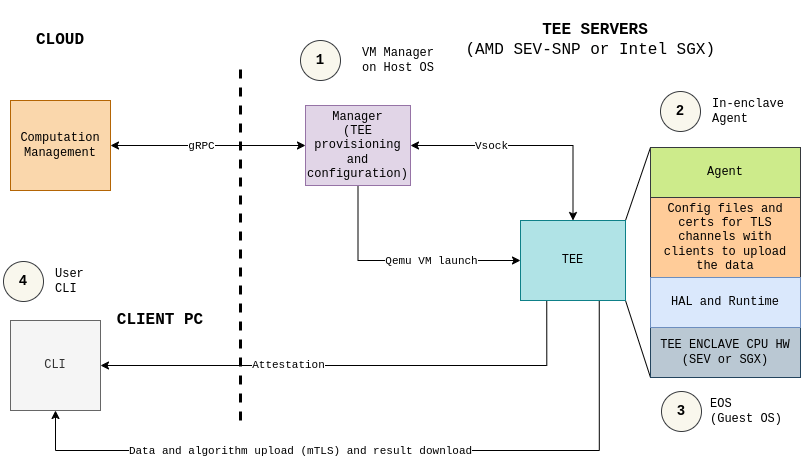 TEE SERVERS
(AMD SEV-SNP or Intel SGX)
CLOUD
1
VM Manager
on Host OS
2
In-enclave
Agent
Computation
Management
gRPC
Manager
(TEE
provisioning
and
configuration)
Vsock
Agent
Config files and
certs for TLS
channels with
clients to upload
the data
HAL and Runtime
TEE ENCLAVE CPU HW
(SEV or SGX)
TEE
Qemu VM launch
4
User
CLI
CLIENT PC
CLI
Attestation
3
EOS
(Guest OS)
Data and algorithm upload (mTLS) and result download